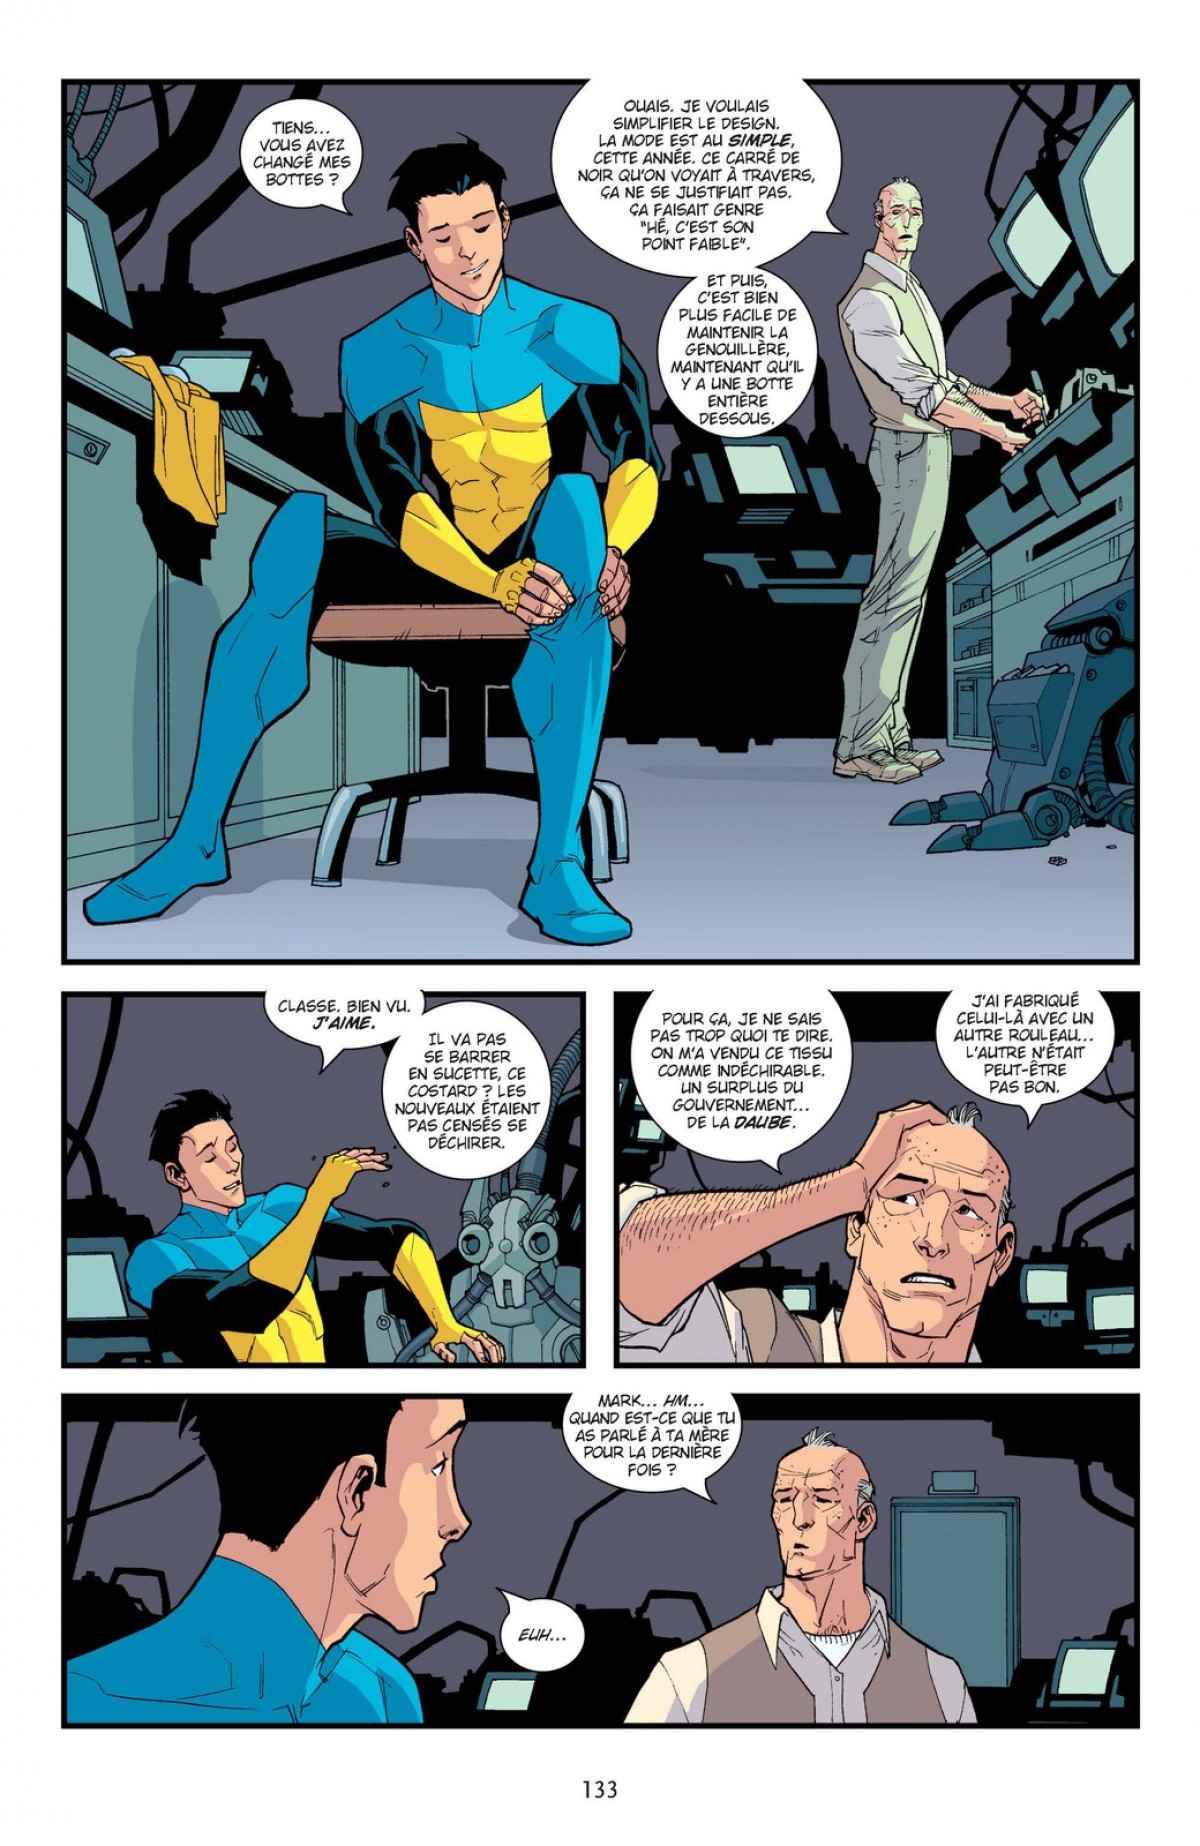 TIENS...
VOUS AVEZ
CHANGÉ MES
BOTTES ?
OUAIS. JE VOULAIS
SIMPLIFIER LE DESIGN.
LA MODE EST AU SIMPLE,
CETTE ANNÉE. CE CARRÉ DE
NOIR QU'ON VOYAIT À TRAVERS,
ÇA NE SE JUSTIFIAIT PAS.
ÇA FAISAIT GENRE
"HÉ, C'EST SON
POINT FAIBLE".
ET PUIS,
C'EST BIEN
PLUS FACILE DE
MAINTENIR LA
GENOUILLÈRE,
MAINTENANT QU'IL
Y A UNE BOTTE
ENTIÈRE
DESSOUS.
CLASSE. BIEN VU.
J'AIME.
IL VA PAS
SE BARRER
EN SUCETTE, CE
COSTARD ? LES
NOUVEAUX ÉTAIENT
PAS CENSÉS SE
DÉCHIRER.
POUR ÇA, JE NE SAIS
PAS TROP QUOI TE DIRE.
ON M'A VENDU CE TISSU
COMME INDÉCHIRABLE.
UN SURPLUS DU
GOUVERNEMENT...
DE LA DAUBE.
J'AI FABRIQUÉ
CELUI-LÀ AVEC UN
AUTRE ROULEAU...
L'AUTRE N'ÉTAIT
PEUT-ÊTRE
PAS BON.
MARK... HM...
QUAND EST-CE QUE TU
AS PARLÉ À TA MÈRE
POUR LA DERNIÈRE
FOIS ?
EUH...
133